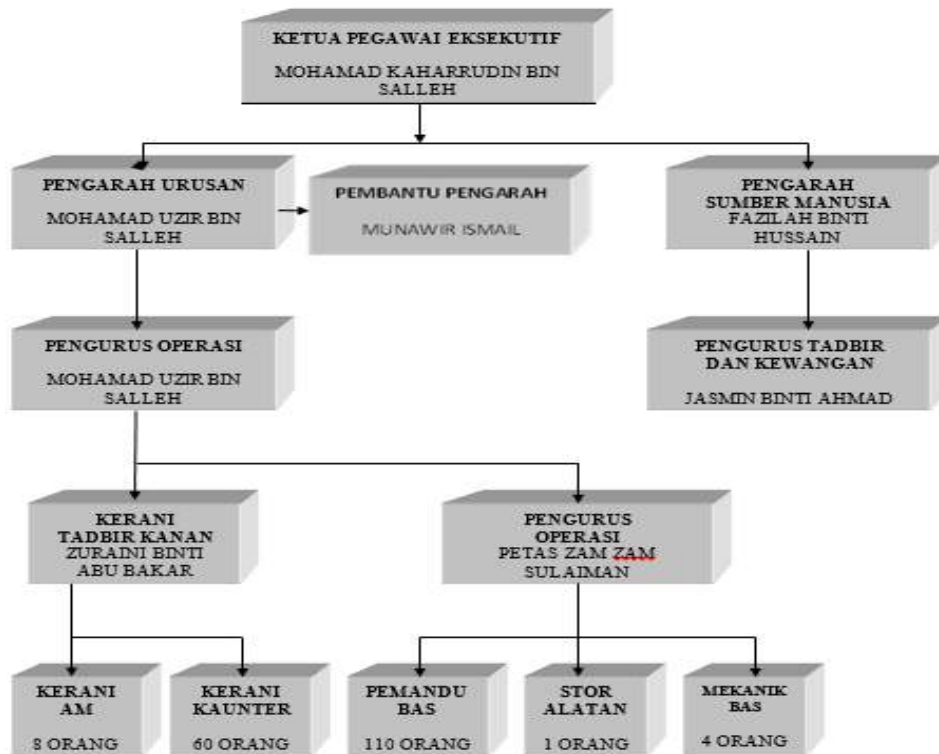 KETUA PEGAWAI EKSEKUTIF
MOHAMAD KAHARRUDIN BIN
SALLEH
PENGARAH URUSAN
MOHAMAD UZIR BIN
SALLEH
PEMBANTU PENGARAH
MUNAWIR ISMAIL
PENGARAH
SUMBER MANUSIA
FAZILAH BINTI
HUSSAIN
PENGURUS OPERASI
MOHAMAD UZIR BIN
SALLEH
PENGURUS TADBIR
DAN KEWANGAN
JASMIN BINTI AHMAD
KERANI
TADBIR KANAN
ZURAINI BINTI
ABU BAKAR
PENGURUS
OPERASI
PETAS ZAM ZAM
SULAIMAN
KERANI
AM
8 ORANG
KERANI
KAUNTER
60 ORANG
PEMANDU
BAS
110 ORANG
STOR
ALATAN
1 ORANG
MEKANIK
BAS
4 ORANG